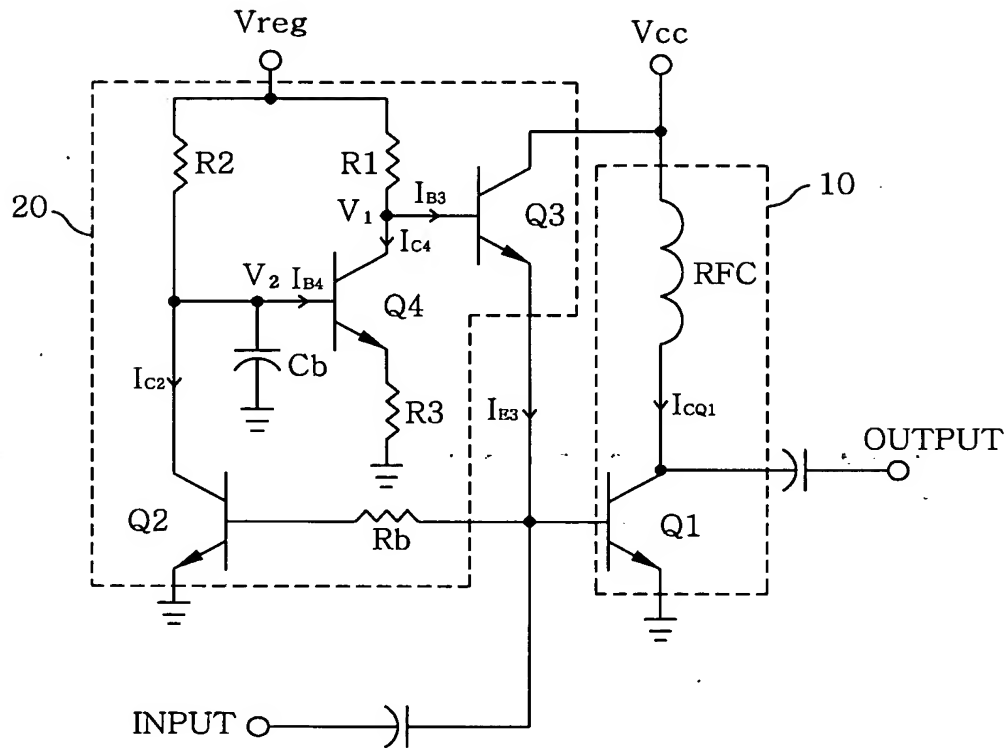 Vreg
Vcc
R2
R1
IB3
10
20
V1
Q3
IC4
RFC
V2
IB4
Q4
Cb
IC2
R3
IE3
ICQ1
OUTPUT
Q2
Rb
Q1
INPUT